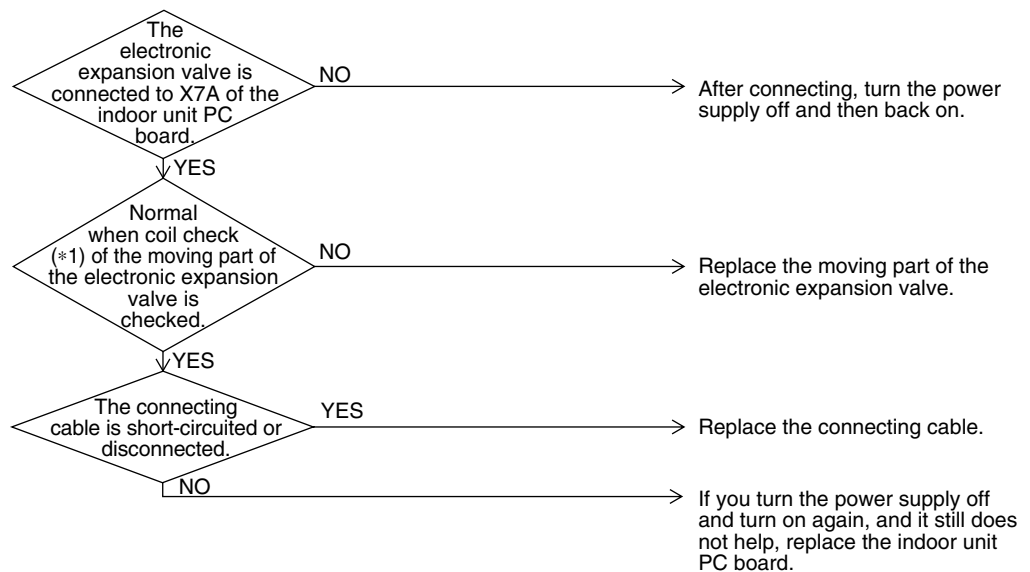 The
electronic
expansion valve is
connected to X7A of the
indoor unit PC
board.
NO
After connecting, turn the power
supply off and then back on.
YES
Normal
when coil check
(∗1) of the moving part of
the electronic expansion
valve is
checked.
NO
Replace the moving part of the
electronic expansion valve.
YES
The connecting
cable is short-circuited or
disconnected.
YES
Replace the connecting cable.
NO
If you turn the power supply off
and turn on again, and it still does
not help, replace the indoor unit
PC board.